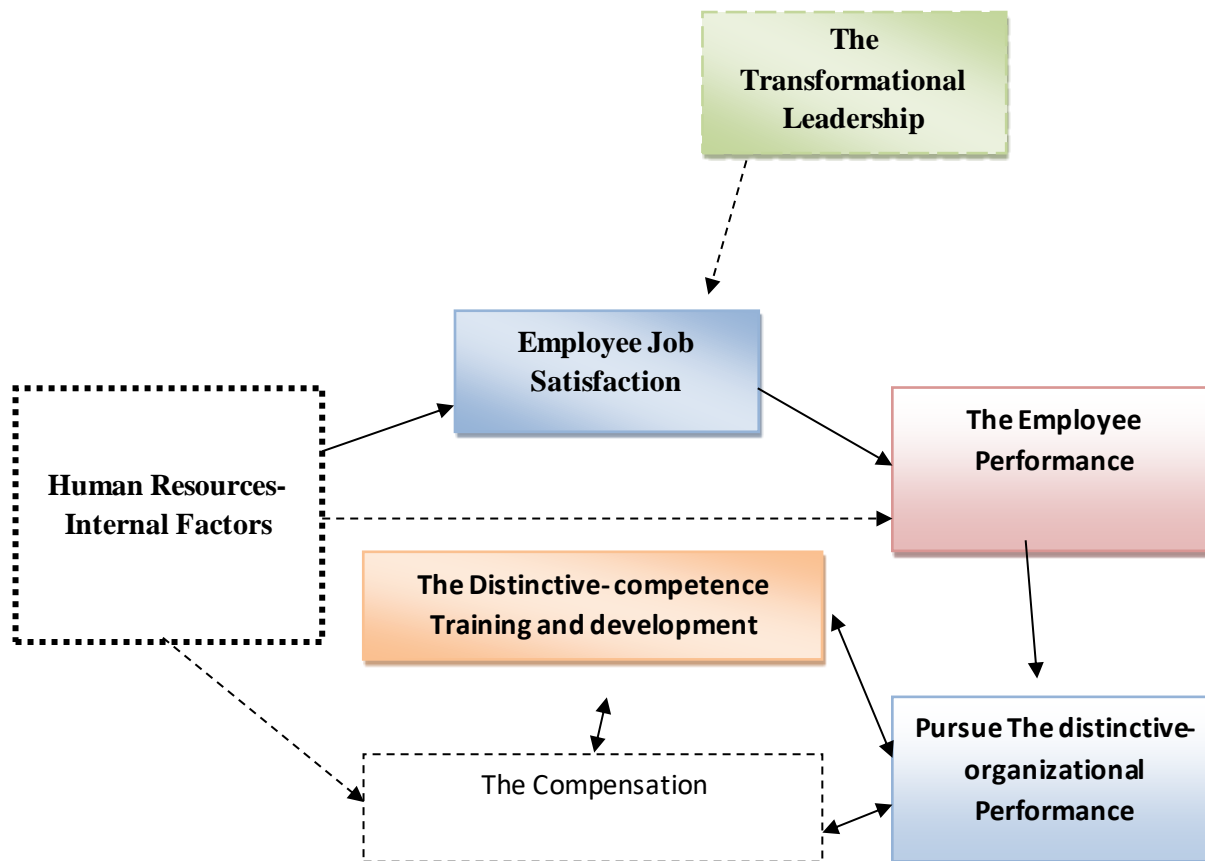 The
Transformational
Leadership
Employee Job
Satisfaction
The Employee
Performance
Human Resources-
Internal Factors
The Distinctive- competence
Training and development
Pursue The distinctive-
organizational
Performance
The Compensation